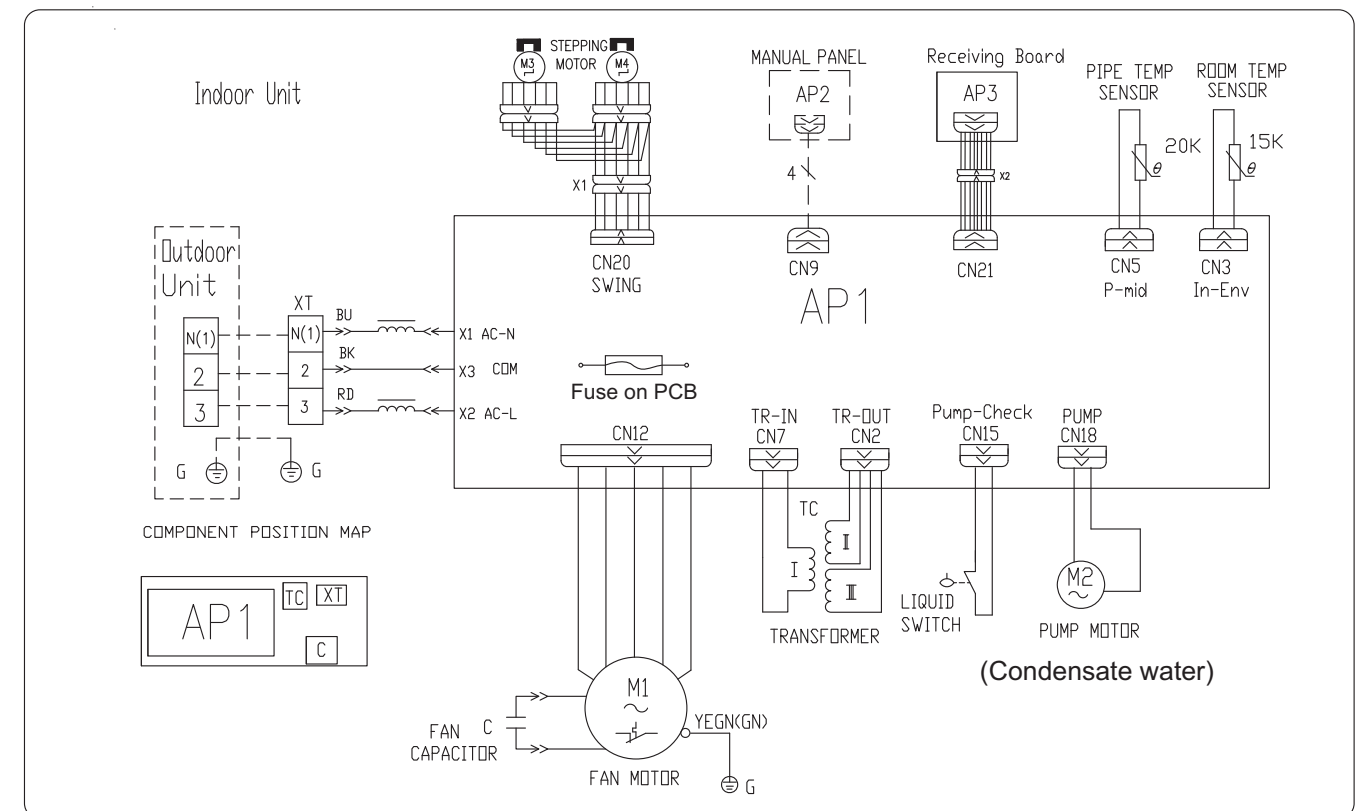 Indoor Unit
STEPPING
MOTOR
M3
M4
X1
CN20
SWING
MANUAL PANEL
AP2
4
CN9
Receiving Board
AP3
X2
CN21
PIPE TEMP
SENSOR
20K
CN5
P-mid
ROOM TEMP
SENSOR
15K
CN3
In-Env
AP1
Outdoor
Unit
N(1)
2
3
G
XT
N(1)
2
3
G
BU
BK
RD
X1 AC-N
X3 COM
X2 AC-L
Fuse on PCB
CN12
TR-IN
CN7
TR-OUT
CN2
Pump-Check
CN15
PUMP
CN18
TC
I
I
II
TRANSFORMER
LIQUID
SWITCH
M2
PUMP MOTOR
(Condensate water)
COMPONENT POSITION MAP
AP1
TC
XT
C
M1
FAN
CAPACITOR
C
YEGN(GN)
G
FAN MOTOR